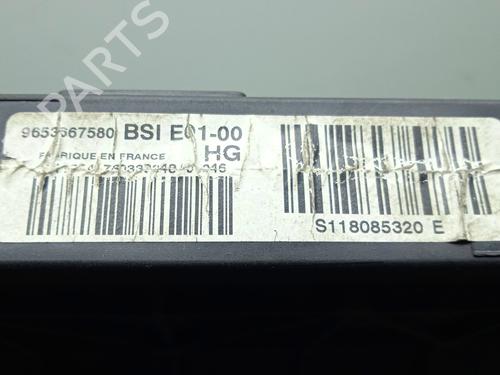 B-PARTS
9653667580 BSI E01-00
FABRIQUE EN FRANCE HG
S118085320 E